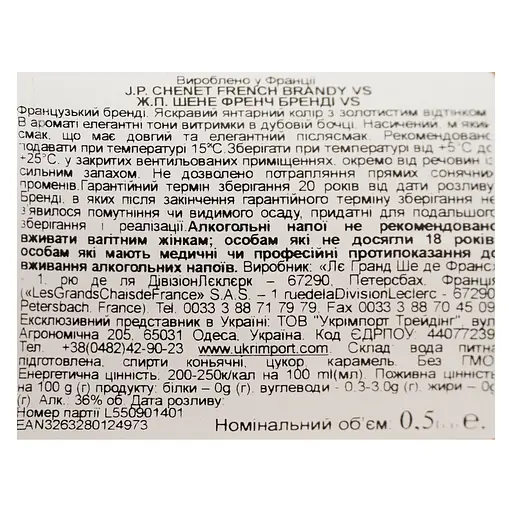 Вироблено у Франції
J.P. CHENET FRENCH BRANDY VS
Ж.П. ШЕНЕ ФРЕНЧ БРЕНДІ VS
Французький бренді. Яскравий янтарний колір з золотистим відтінком
В ароматі елегантні тони витримки в дубовій бочці. Насичений, м'який
смак, що має довгий та елегантний післясмак. Рекомендовано
подавати при температурі 15°С.Зберігати при температурі від +5°С до
+25°С, у закритих вентильованих приміщеннях, окремо від речовин із
сильним запахом. Не дозволено потрапляння прямих сонячних
променів.Гарантійний термін зберігання 20 років від дати розливу
Бренді, в яких після закінчення гарантійного терміну зберігання не
з'явилося помутніння чи видимого осаду, придатні для подальшого
зберігання і реалізації.Алкогольні напої не рекомендовано
вживати вагітним жінкам; особам які не досягли 18 років
особам які мають медичні чи професійні протипоказання до
вживання алкогольних напоїв. Виробник: «Лє Гранд Ше де Франс»
- 1, рю де ля ДівізіонЛєклєрк – 67290, Петерсбах. Франція
(«LesGrandsChaisdeFrance») S.A.S. – 1 ruedelaDivisionLeclerc - 67290
Petersbach, France). Tel. 0033 3 88 71 79 79, Fax 0033 3 88 70 45 09
Ексклюзивний представник в Україні: ТОВ "Укрімпорт Трейдінг", вул
Агрономічна 205, 65031 Одеса, Україна. Код ЄДРПОУ 44077239
Тел. +38(0482)42-90-23 www.ukrimport.com. Склад: вода питна
підготовлена, спирти коньячні, цукор, карамель. Без ГМО
Енергетична цінність: 200-250к/кал на 100 мл(мл). Поживна цінність
на 100 g (г) продукту: білки – 0g(г), вуглеводи - 0.3-3.0g(г), жири – 0g
(г). Алк.: 36% об. Дата розливу:
Номер партії L550901401
EAN3263280124973
Номінальний об'єм. 0.5 е.